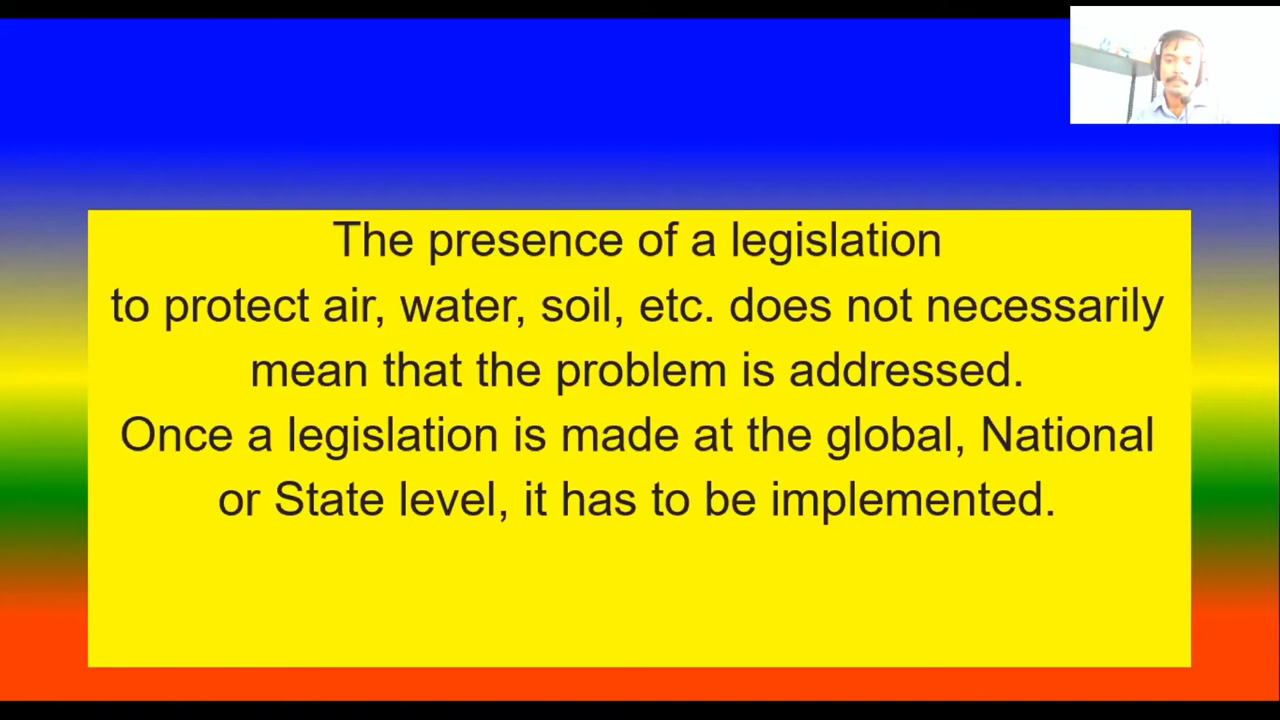 The presence of a legislation
to protect air, water, soil, etc. does not necessarily
mean that the problem is addressed.
Once a legislation is made at the global, National
or State level, it has to be implemented.